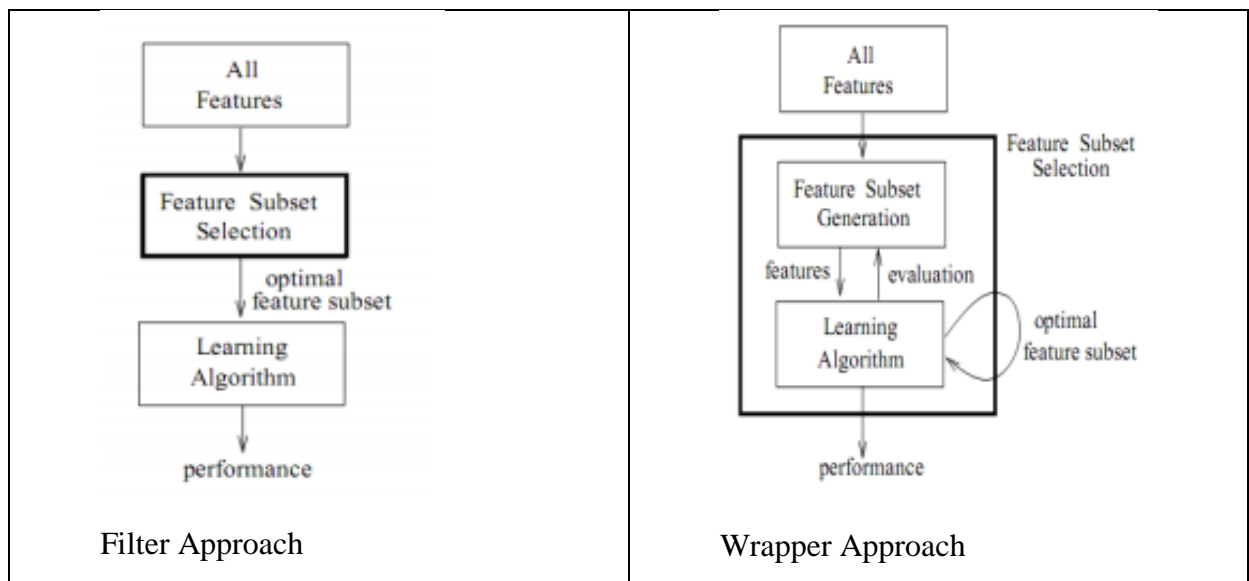 All
Features
Feature Subset
Selection
optimal
feature subset
Learning
Algorithm
performance
Filter Approach
All
Features
Feature Subset
Selection
Feature Subset
Generation
features
evaluation
Learning
Algorithm
optimal
feature subset
performance
Wrapper Approach